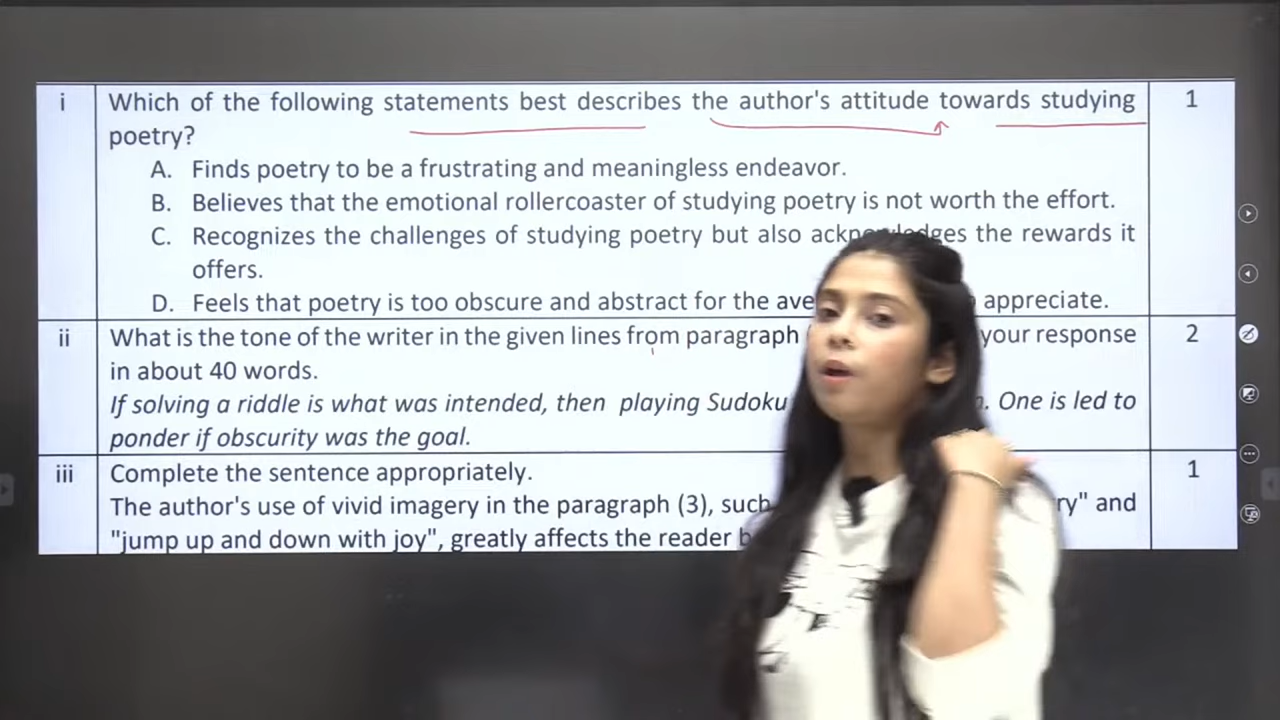 i Which of the following statements best describes the author's attitude towards studying 1
poetry?
A. Finds poetry to be a frustrating and meaningless endeavor.
B. Believes that the emotional rollercoaster of studying poetry is not worth the effort.
C. Recognizes the challenges of studying poetry but also acknowledges the rewards it
offers.
D. Feels that poetry is too obscure and abstract for the appreciate.
ii What is the tone of the writer in the given lines from paragraph your response 2
in about 40 words.
If solving a riddle is what was intended, then playing Sudoku One is led to
ponder if obscurity was the goal.
iii Complete the sentence appropriately. 1
The author's use of vivid imagery in the paragraph (3), such and
"jump up and down with joy", greatly affects the reader